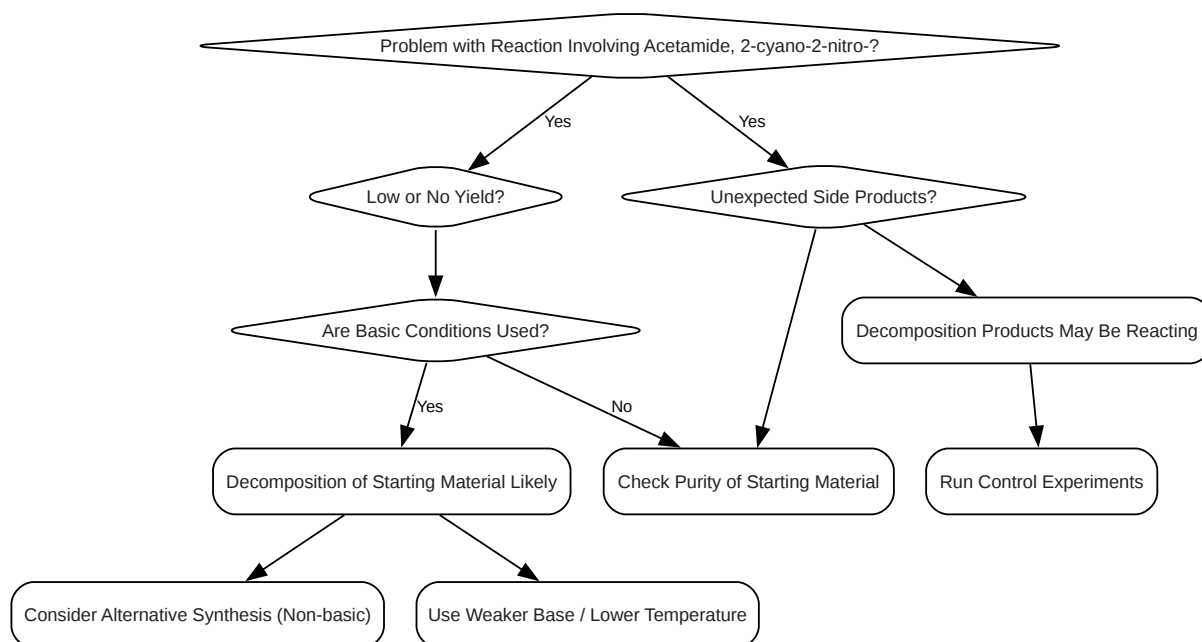 Problem with Reaction Involving Acetamide, 2-cyano-2-nitro-?
Yes
Yes
Low or No Yield?
Unexpected Side Products?
Are Basic Conditions Used?
Decomposition Products May Be Reacting
Yes
No
Decomposition of Starting Material Likely
Check Purity of Starting Material
Run Control Experiments
Consider Alternative Synthesis (Non-basic)
Use Weaker Base / Lower Temperature